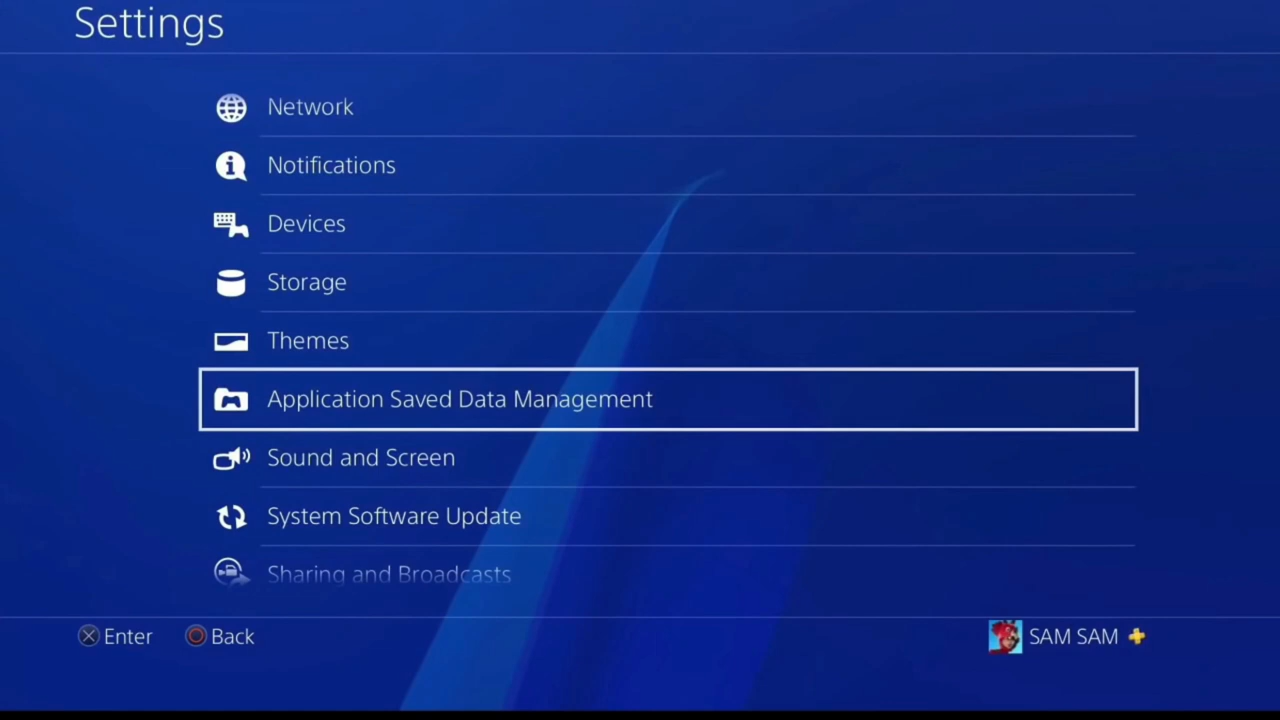 Settings
Network
Notifications
Devices
Storage
Themes
Application Saved Data Management
Sound and Screen
System Software Update
Sharing and Broadcasts
Enter
Back
SAM SAM